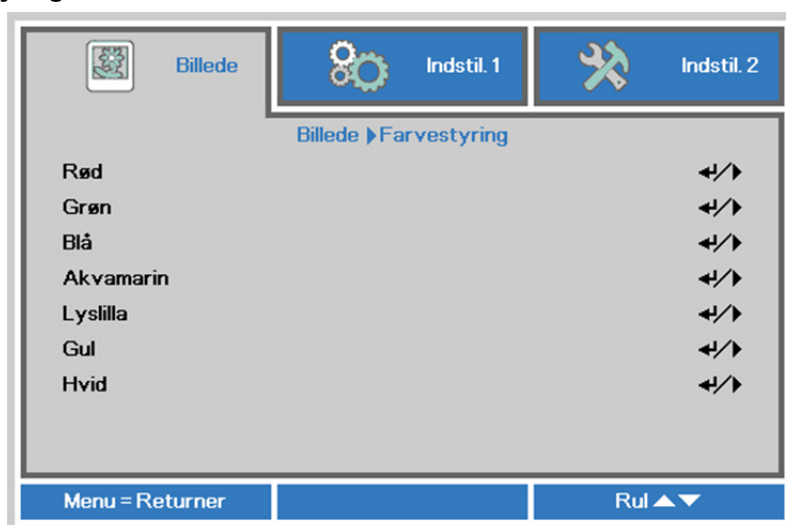 Billede
Indstil. 1
Indstil. 2
Billede ▶Farvestyring
Rød
Grøn
Blå
Akvamarin
Lyslilla
Gul
Hvid
Menu = Returner
Rul ▲▼